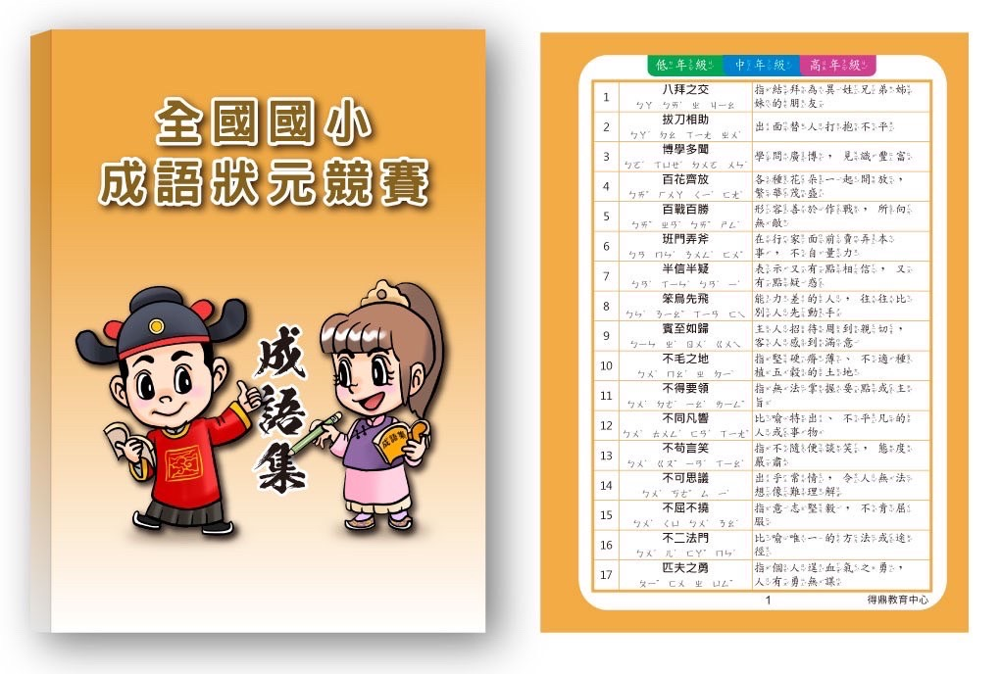 全國國小
成語狀元競賽
成語集
成語集
低年級 中年級 高年級
1 八拜之交 指結拜為異姓兄弟姊
ㄅㄚ ㄅㄞˋ ㄓ ㄐㄧㄠ 妹的朋友
2 拔刀相助 出面替人打抱不平
ㄅㄚˊ ㄉㄠ ㄒㄧㄤ ㄓㄨˋ
3 博學多聞 學問廣博，見識豐富
ㄅㄛˊ ㄒㄩㄝˊ ㄉㄨㄛ ㄨㄣˊ
4 百花齊放 各種花朵一起開放，
ㄅㄞˇ ㄏㄨㄚ ㄑㄧˊ ㄈㄤˋ 繁華茂盛
5 百戰百勝 形容善於作戰，所向
ㄅㄞˇ ㄓㄢˋ ㄅㄞˇ ㄕㄥˋ 無敵
6 班門弄斧 在行家面前賣弄本
ㄅㄢ ㄇㄣˊ ㄋㄨㄥˋ ㄈㄨˇ 事，不自量力
7 半信半疑 表示又有點相信，又
ㄅㄢˋ ㄒㄧㄣˋ ㄅㄢˋ ㄧˊ 有點疑惑
8 笨鳥先飛 能力差的人，往往比
ㄅㄣˋ ㄋㄧㄠˇ ㄒㄧㄢ ㄈㄟ 別人先動手
9 賓至如歸 主人招待周到親切，
ㄅㄧㄣ ㄓˋ ㄖㄨˊ ㄍㄨㄟ 客人感到滿意
10 不毛之地 指堅硬瘠薄、不適種
ㄅㄨˋ ㄇㄠˊ ㄓ ㄉㄧˋ 植五穀的土地
11 不得要領 指無法掌握要點或主
ㄅㄨˋ ㄉㄜˊ ㄧㄠˋ ㄌㄧㄥˇ 旨
12 不同凡響 比喻特出、不平凡的
ㄅㄨˋ ㄊㄨㄥˊ ㄈㄢˊ ㄒㄧㄤˇ 人或事物
13 不苟言笑 指不隨便談笑，態度
ㄅㄨˋ ㄍㄡˇ ㄧㄢˊ ㄒㄧㄠˋ 嚴肅
14 不可思議 出乎常情，令人無法
ㄅㄨˋ ㄎㄜˇ ㄙ ㄧˋ 想像難理解
15 不屈不撓 指意志堅毅，不肯屈
ㄅㄨˋ ㄑㄩ ㄅㄨˋ ㄋㄠˊ 服
16 不二法門 比喻唯一的方法或途
ㄅㄨˋ ㄦˋ ㄈㄚˇ ㄇㄣˊ 徑
17 匹夫之勇 指個人逞血氣之勇，
ㄆㄧˇ ㄈㄨ ㄓ ㄩㄥˇ 人有勇無謀
1
得鼎教育中心